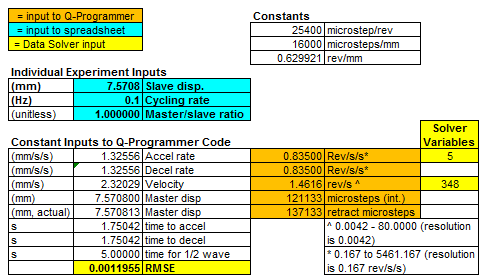 = input to Q-Programmer
= input to spreadsheet
= Data Solver input
Constants
25400 microstep/rev
16000 microsteps/mm
0.629921 rev/mm
Individual Experiment Inputs
(mm) 7.5708 Slave disp.
(Hz) 0.1 Cycling rate
(unitless) 1.000000 Master/slave ratio
Solver
Variables
Constant Inputs to Q-Programmer Code
(mm/s/s) 1.32556 Accel rate 0.83500 Rev/s/s* 5
(mm/s/s) 1.32556 Decel rate 0.83500 Rev/s/s*
(mm/s) 2.32029 Velocity 1.4616 rev/s ^ 348
(mm) 7.570800 Master disp 121133 microsteps (int.)
(mm, actual) 7.570813 Master disp 137133 retract microsteps
s 1.75042 time to accel
s 1.75042 time to decel
s 5.00000 time for 1/2 wave
0.0011955 RMSE
^ 0.0042 - 80.0000 (resolution
is 0.0042)
* 0.167 to 5461.167 (resolution
is 0.167 rev/s/s)